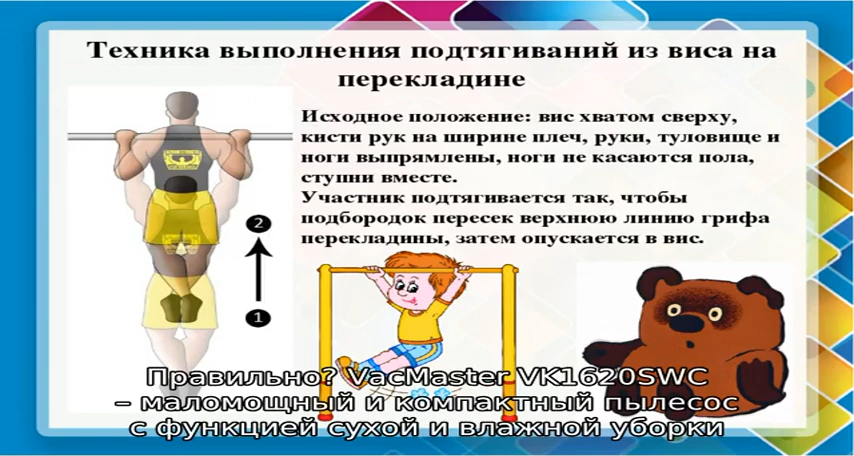 Техника выполнения подтягиваний из виса на
перекладине
Исходное положение: вис хватом сверху,
кисти рук на ширине плеч, руки, туловище и
ноги выпрямлены, ноги не касаются пола,
ступни вместе.
Участник подтягивается так, чтобы
подбородок пересек верхнюю линию грифа
перекладины, затем опускается в вис.
2
1
Правильно? VacMaster VK1620SWC
– маломощный и компактный пылесос
с функцией сухой и влажной уборки